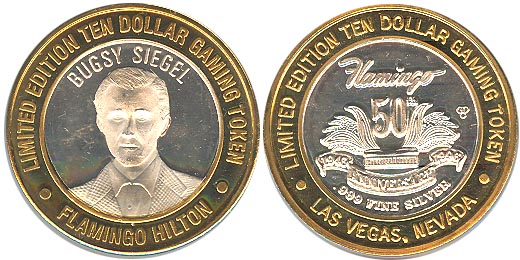 LIMITED EDITION TEN DOLLAR GAMING TOKEN
BUGSY SIEGEL
• FLAMINGO HILTON •
LIMITED EDITION TEN DOLLAR GAMING TOKEN
Flamingo
50th
ANNIVERSARY
.999 FINE SILVER
• LAS VEGAS, NEVADA •